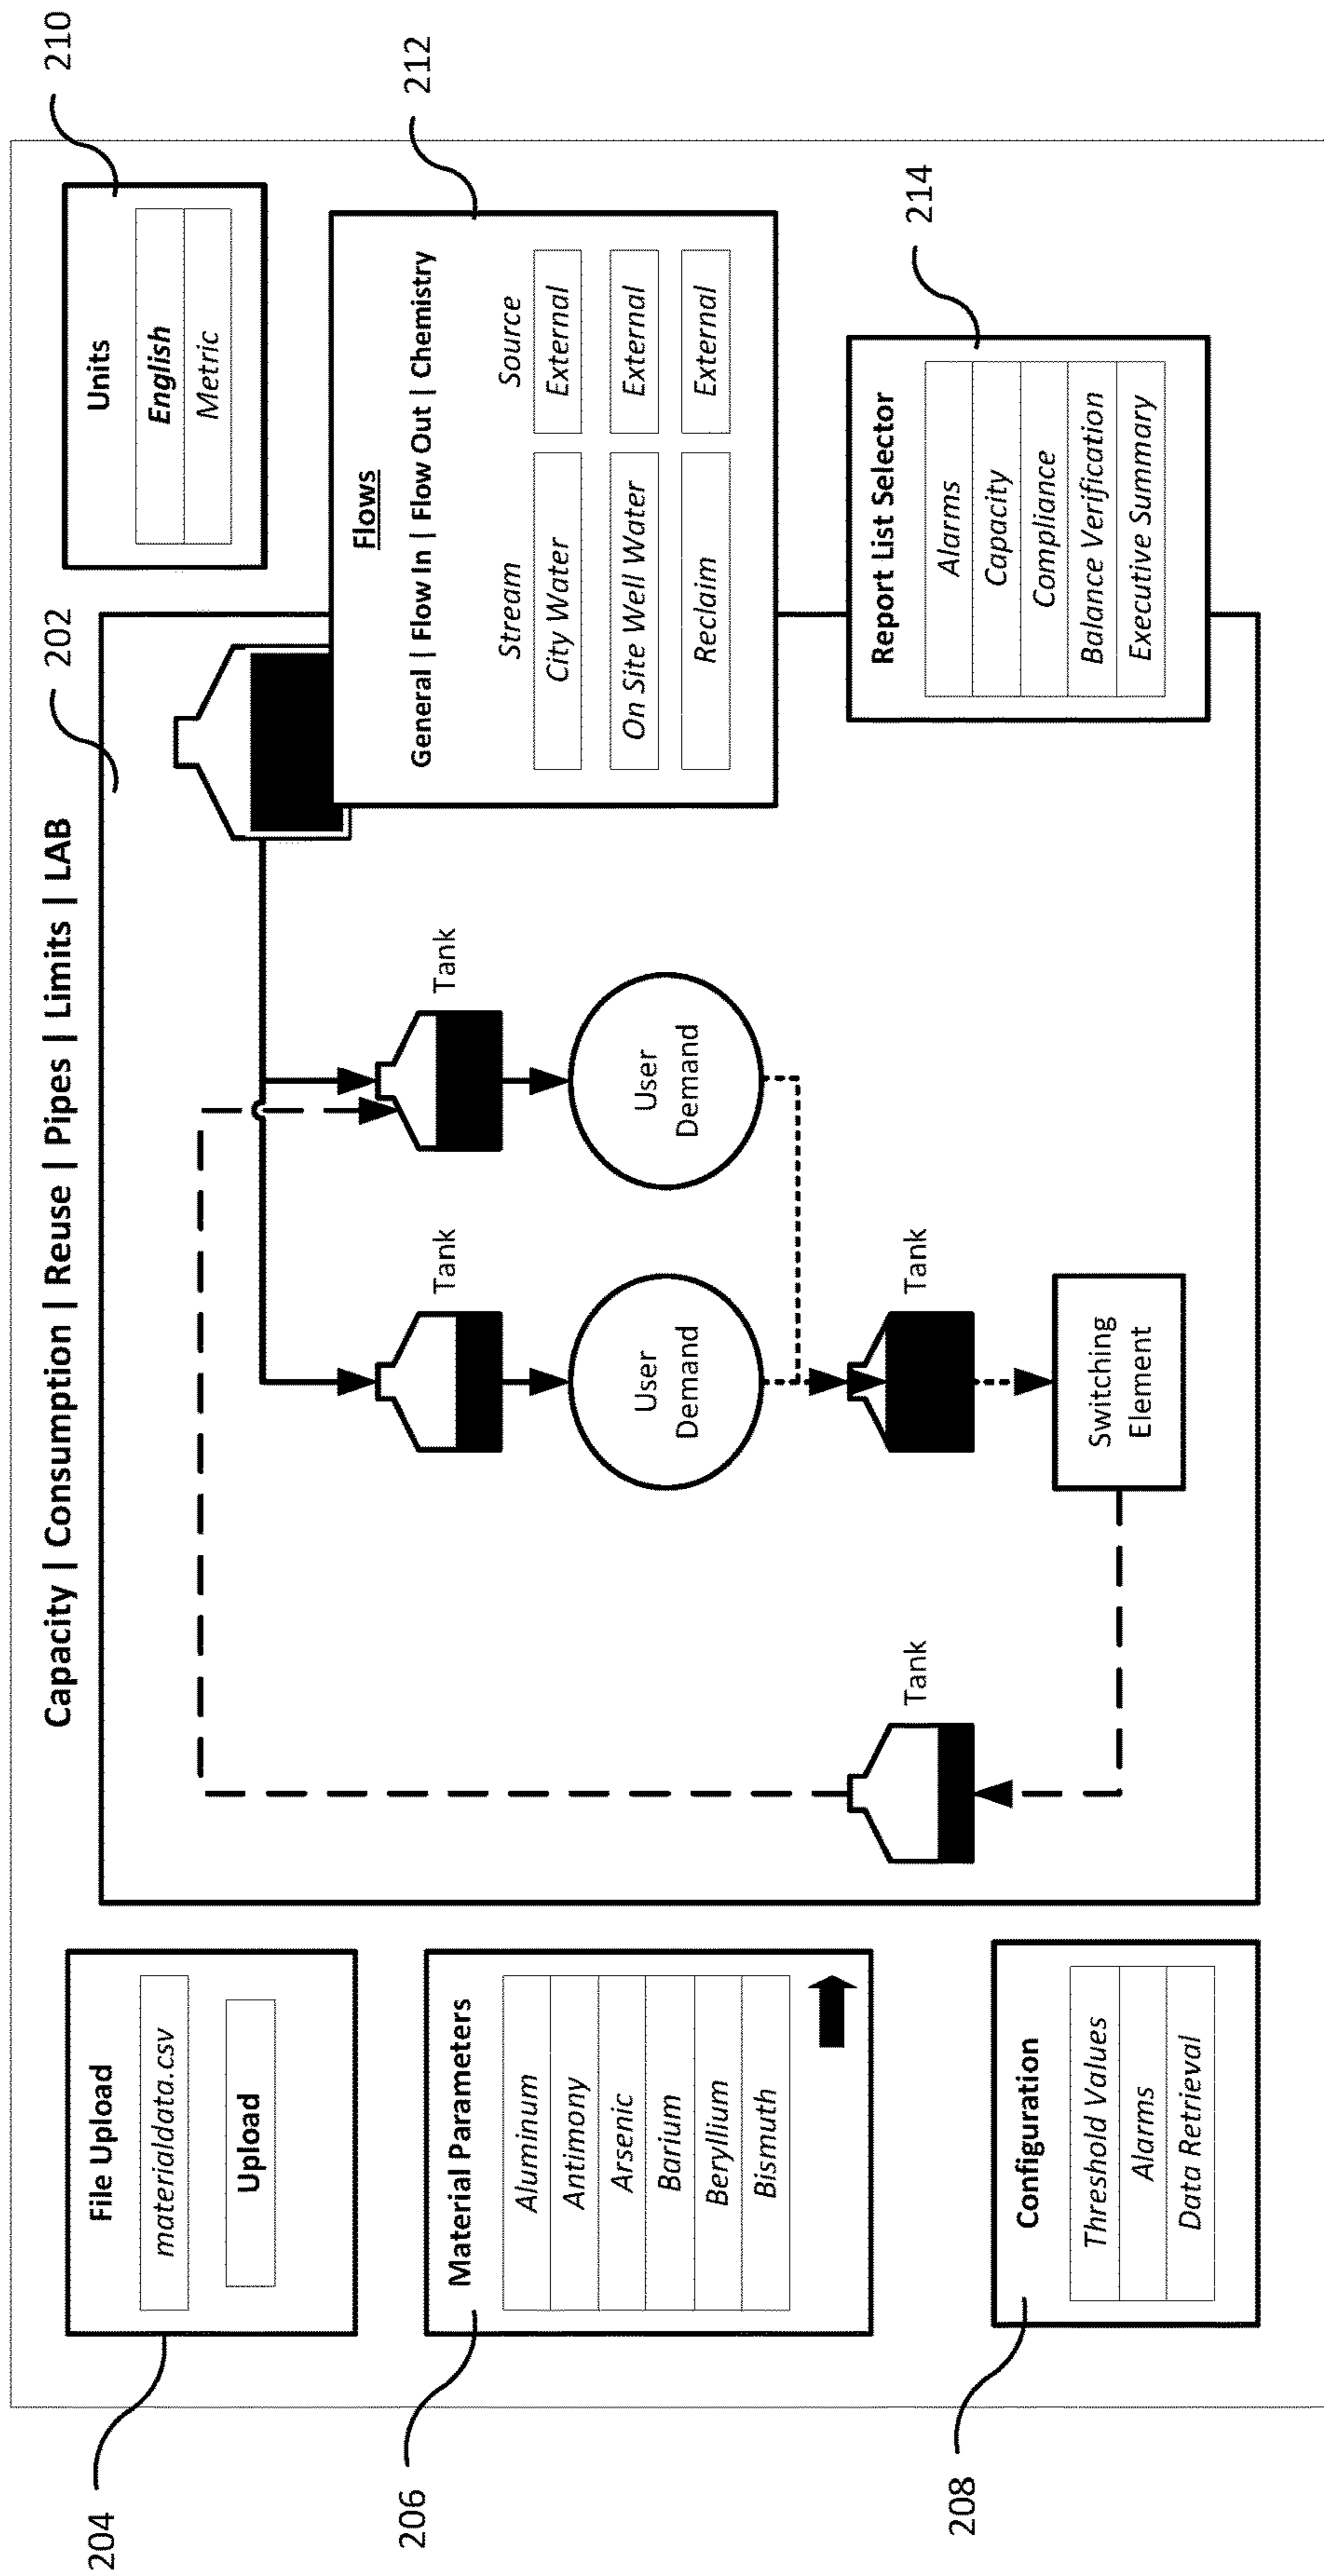 Capacity | Consumption | Reuse | Pipes | Limits | LAB
202
204
File Upload
materialdata.csv
Upload
206
Material Parameters
Aluminum
Antimony
Arsenic
Barium
Beryllium
Bismuth
208
Configuration
Threshold Values
Alarms
Data Retrieval
Tank
Tank
User
Demand
User
Demand
Tank
Tank
Switching
Element
210
Units
English
Metric
212
Flows
General | Flow In | Flow Out | Chemistry
Stream Source
City Water External
On Site Well Water External
Reclaim External
214
Report List Selector
Alarms
Capacity
Compliance
Balance Verification
Executive Summary